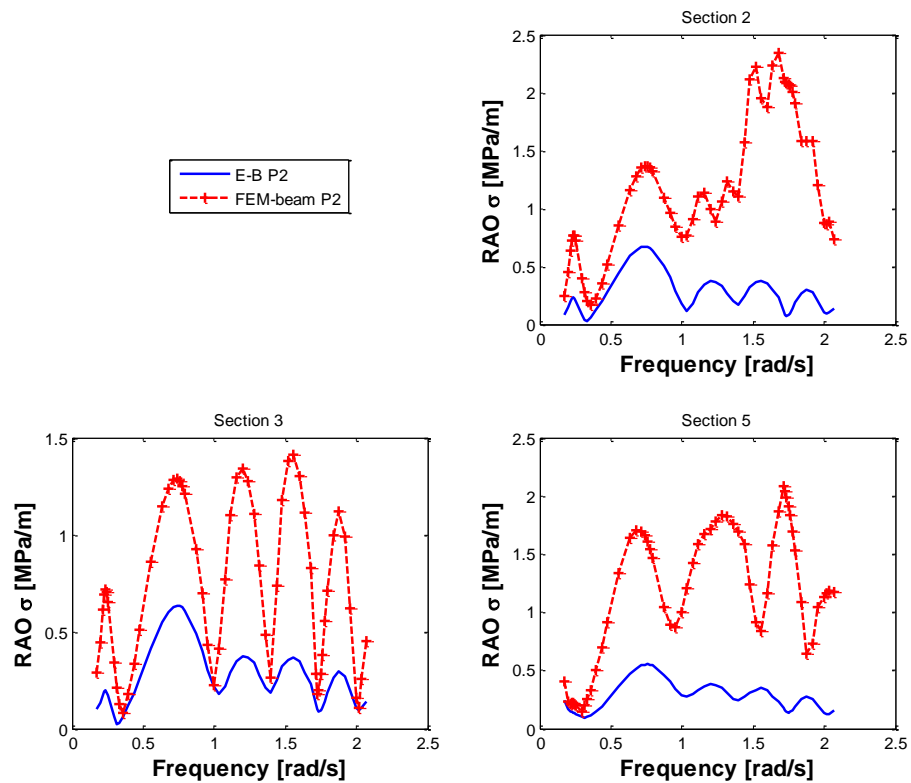 Section 2
E-B P2
FEM-beam P2
RAO σ [MPa/m]
2.5
2
1.5
1
0.5
0
0 0.5 1 1.5 2 2.5
Frequency [rad/s]
Section 3
RAO σ [MPa/m]
1.5
1
0.5
0
0 0.5 1 1.5 2 2.5
Frequency [rad/s]
Section 5
RAO σ [MPa/m]
2.5
2
1.5
1
0.5
0
0 0.5 1 1.5 2 2.5
Frequency [rad/s]